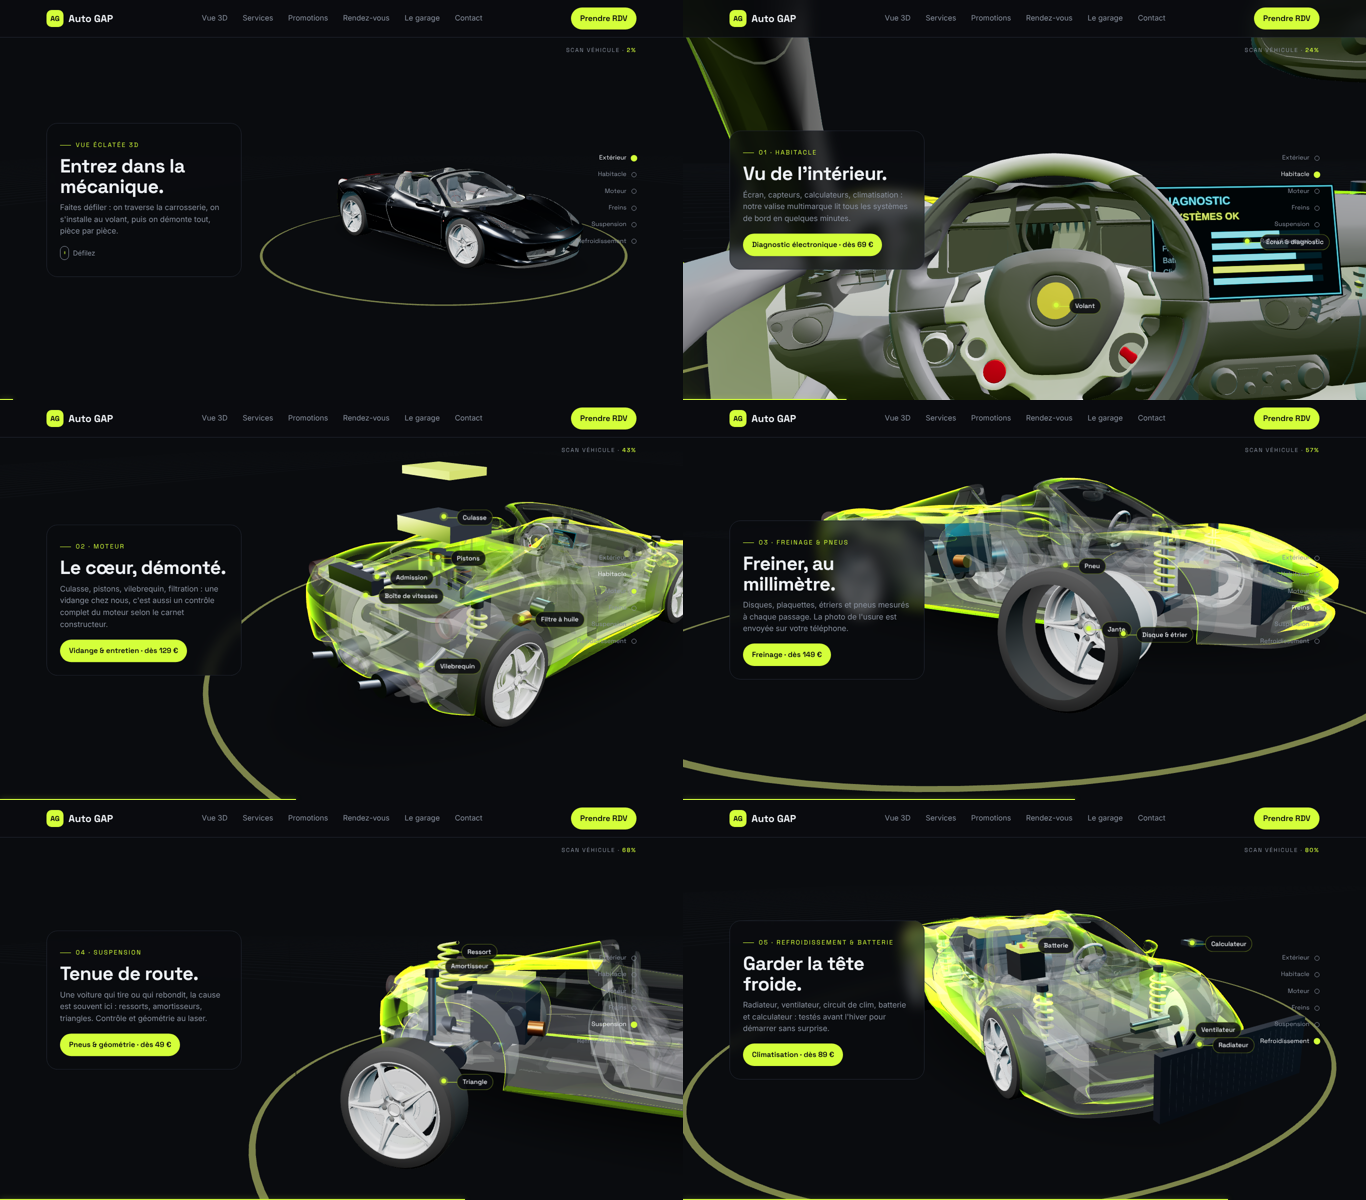 AG Auto GAP
Vue 3D Services Promotions Rendez-vous Le garage Contact
Prendre RDV
SCAN VÉHICULE · 2%
VUE ÉCLATÉE 3D
Entrez dans la
mécanique.
Faites défiler : on traverse la carrosserie, on
s'installe au volant, puis on démonte tout,
pièce par pièce.
Défilez
Extérieur
Habitacle
Moteur
Freins
Suspension
Refroidissement
AG Auto GAP
Vue 3D Services Promotions Rendez-vous Le garage Contact
Prendre RDV
SCAN VÉHICULE · 24%
01 · HABITACLE
Vu de l'intérieur.
Écran, capteurs, calculateurs, climatisation :
notre valise multimarque lit tous les systèmes
de bord en quelques minutes.
Diagnostic électronique · dès 69 €
Extérieur
Habitacle
Moteur
Freins
Suspension
IAGNOSTIC
YSTÈMES OK
Bat
Écran & diagnostic
Volant
AG Auto GAP
Vue 3D Services Promotions Rendez-vous Le garage Contact
Prendre RDV
SCAN VÉHICULE · 43%
02 · MOTEUR
Le cœur, démonté.
Culasse, pistons, vilebrequin, filtration : une
vidange chez nous, c'est aussi un contrôle
complet du moteur selon le carnet
constructeur.
Vidange & entretien · dès 129 €
Culasse
Pistons
Admission
Boîte de vitesses
Filtre à huile
Vilebrequin
Extérieur
Habitacle
AG Auto GAP
Vue 3D Services Promotions Rendez-vous Le garage Contact
Prendre RDV
SCAN VÉHICULE · 57%
03 · FREINAGE & PNEUS
Freiner, au
millimètre.
Disques, plaquettes, étriers et pneus mesurés
à chaque passage. La photo de l'usure est
envoyée sur votre téléphone.
Freinage · dès 149 €
Pneu
Jante
Disque & étrier
Extérieur
Freins
Refroidissement
AG Auto GAP
Vue 3D Services Promotions Rendez-vous Le garage Contact
Prendre RDV
SCAN VÉHICULE · 68%
04 · SUSPENSION
Tenue de route.
Une voiture qui tire ou qui rebondit, la cause
est souvent ici : ressorts, amortisseurs,
triangles. Contrôle et géométrie au laser.
Pneus & géométrie · dès 49 €
Ressort
Amortisseur
Triangle
Extérieur
Habitacle
Suspension
AG Auto GAP
Vue 3D Services Promotions Rendez-vous Le garage Contact
Prendre RDV
SCAN VÉHICULE · 80%
05 · REFROIDISSEMENT & BATTERIE
Garder la tête
froide.
Radiateur, ventilateur, circuit de clim, batterie
et calculateur : testés avant l'hiver pour
démarrer sans surprise.
Climatisation · dès 89 €
Batterie
Calculateur
Ventilateur
Radiateur
Extérieur
Habitacle
Moteur
Freins
Suspension
Refroidissement